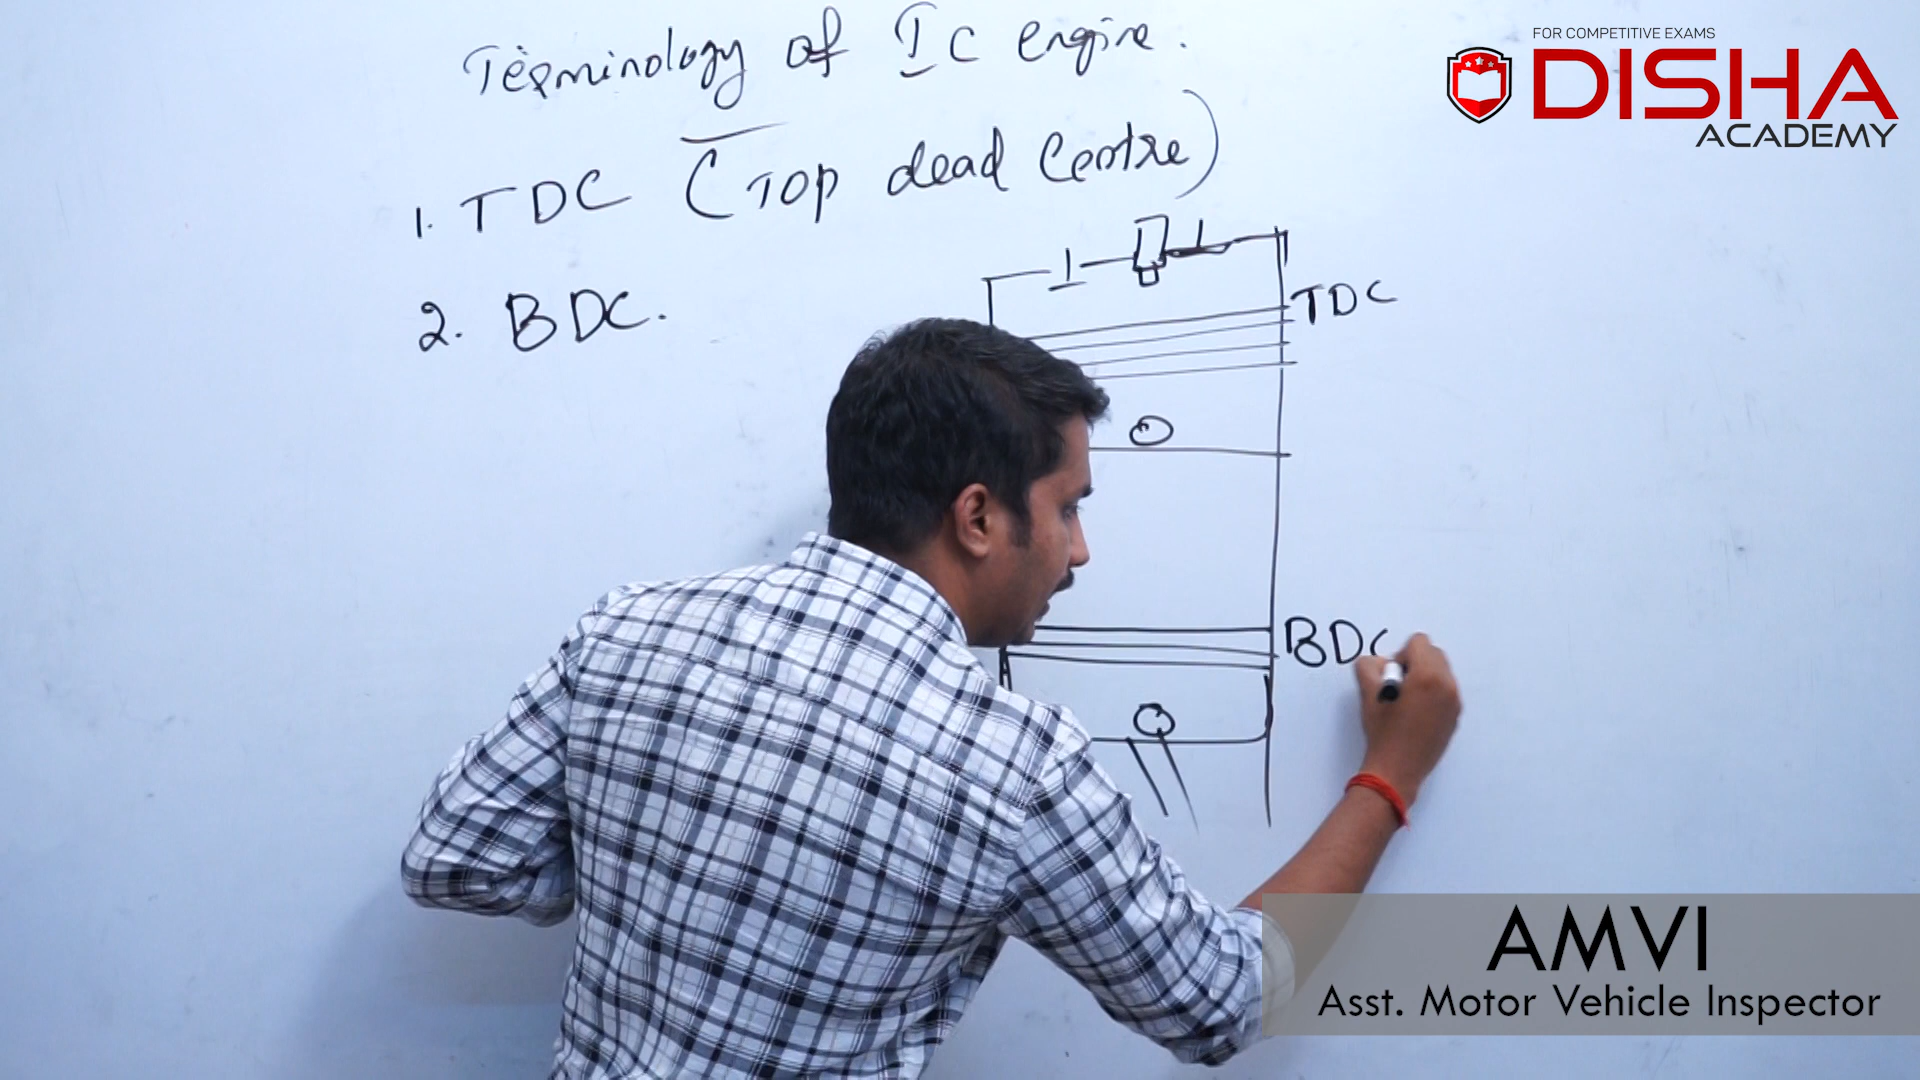 Terminology of IC engine.
1. TDC (Top dead Centre)
2. BDC.
TDC
BDC
FOR COMPETITIVE EXAMS
DISHA
ACADEMY
AMVI
Asst. Motor Vehicle Inspector